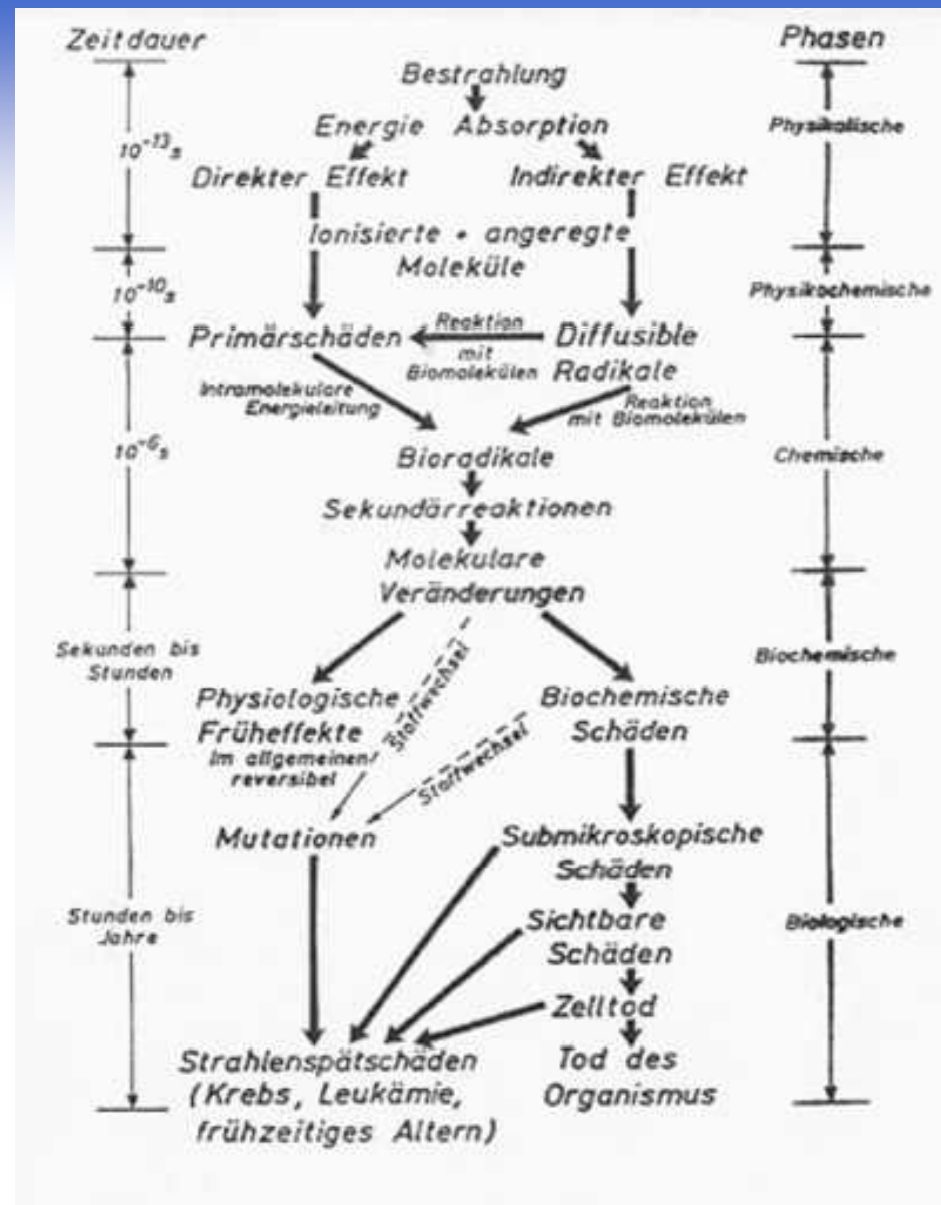 Zeitdauer
Phasen
Bestrahlung
Energie Absorption
Physikalische
10⁻¹³s
Direkter Effekt
Indirekter Effekt
Ionisierte + angeregte
Moleküle
10⁻¹⁰s
Physikochemische
Primärschäden
Reaktion
mit
Biomolekülen
Diffusible
Radikale
Intramolekulare
Energieleitung
Reaktion
mit Biomolekülen
10⁻⁶s
Bioradikale
Chemische
Sekundärreaktionen
Molekulare
Veränderungen
Sekunden bis
Stunden
Biochemische
Stoffwechsel
Physiologische
Früheffekte
Im allgemeinen/
reversibel
Biochemische
Schäden
Stoffwechsel
Mutationen
Submikroskopische
Schäden
Stunden bis
Jahre
Sichtbare
Schäden
Biologische
Zelltod
Strahlenspätschäden
(Krebs, Leukämie,
frühzeitiges Altern)
Tod des
Organismus